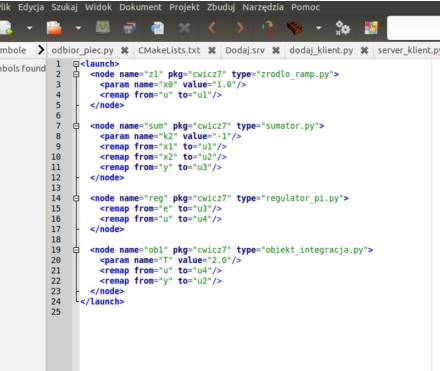 Edycja Szukaj Widok Dokument Projekt Zbuduj Narzędzia Pomoc
odbior_piec.py CMakeLists.txt Dodaj.srv dodaj_klient.py server_klient.py
1 <launch>
2 <node name="z1" pkg="cwicz7" type="zrodlo_ramp.py">
3 <param name="x0" value="1.0"/>
4 <remap from="u" to="u1"/>
5 </node>
6
7 <node name="sum" pkg="cwicz7" type="sumator.py">
8 <param name="k2" value="-1"/>
9 <remap from="x1" to="u1"/>
10 <remap from="x2" to="u2"/>
11 <remap from="y" to="u3"/>
12 </node>
13
14 <node name="reg" pkg="cwicz7" type="regulator_pi.py">
15 <remap from="e" to="u3"/>
16 <remap from="u" to="u4"/>
17 </node>
18
19 <node name="ob1" pkg="cwicz7" type="obiekt_integracja.py">
20 <param name="T" value="2.0"/>
21 <remap from="u" to="u4"/>
22 <remap from="y" to="u2"/>
23 </node>
24 </launch>
25